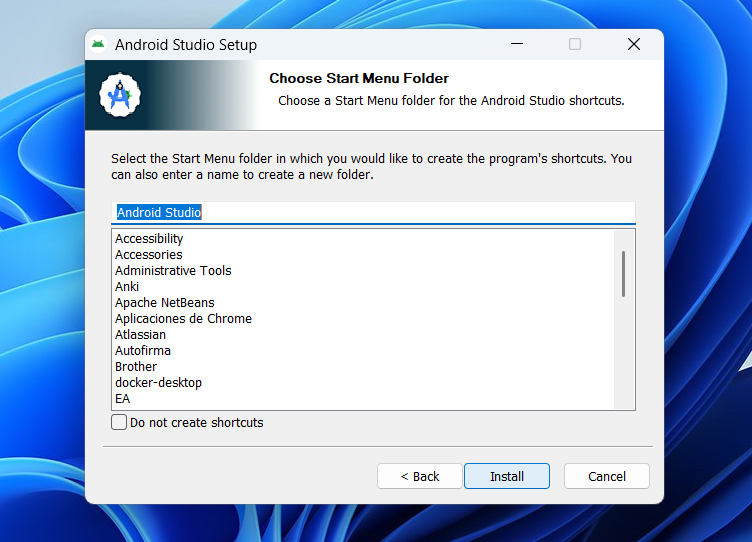 Android Studio Setup
Choose Start Menu Folder
Choose a Start Menu folder for the Android Studio shortcuts.
Select the Start Menu folder in which you would like to create the program's shortcuts. You
can also enter a name to create a new folder.
Android Studio
Accessibility
Accessories
Administrative Tools
Anki
Apache NetBeans
Aplicaciones de Chrome
Atlassian
Autofirma
Brother
docker-desktop
EA
Do not create shortcuts
< Back
Install
Cancel